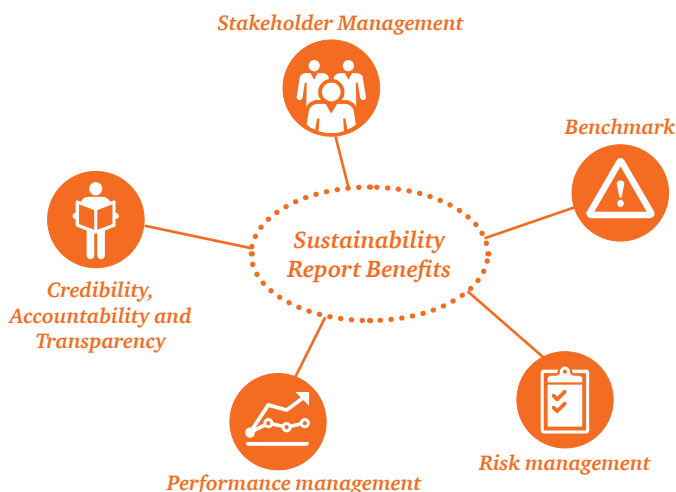 Stakeholder Management
Benchmark
Sustainability
Report Benefits
Credibility,
Accountability and
Transparency
Risk management
Performance management